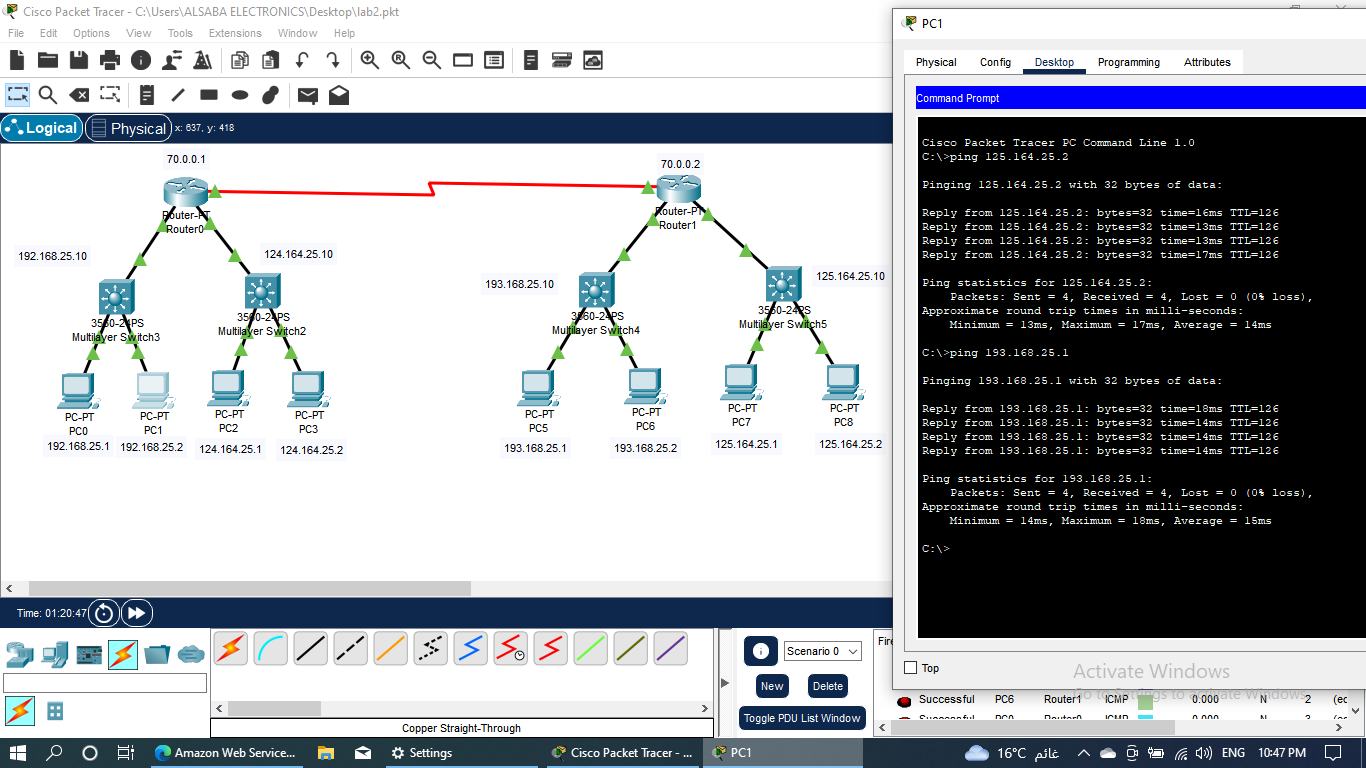 Cisco Packet Tracer - C:\Users\ALSABA ELECTRONICS\Desktop\lab2.pkt
File Edit Options View Tools Extensions Window Help
Logical
Physical
x: 637, y: 418
70.0.0.1
70.0.0.2
Router-PT
Router0
Router-PT
Router1
192.168.25.10
124.164.25.10
193.168.25.10
125.164.25.10
3560-24PS
Multilayer Switch3
3560-24PS
Multilayer Switch2
3560-24PS
Multilayer Switch4
3560-24PS
Multilayer Switch5
PC-PT
PC0
192.168.25.1
PC-PT
PC1
192.168.25.2
PC-PT
PC2
124.164.25.1
PC-PT
PC3
124.164.25.2
PC-PT
PC5
193.168.25.1
PC-PT
PC6
193.168.25.2
PC-PT
PC7
125.164.25.1
PC-PT
PC8
125.164.25.2
PC1
Physical Config Desktop Programming Attributes
Command Prompt
Cisco Packet Tracer PC Command Line 1.0
C:\>ping 125.164.25.2
Pinging 125.164.25.2 with 32 bytes of data:
Reply from 125.164.25.2: bytes=32 time=16ms TTL=126
Reply from 125.164.25.2: bytes=32 time=13ms TTL=126
Reply from 125.164.25.2: bytes=32 time=13ms TTL=126
Reply from 125.164.25.2: bytes=32 time=17ms TTL=126
Ping statistics for 125.164.25.2:
Packets: Sent = 4, Received = 4, Lost = 0 (0% loss),
Approximate round trip times in milli-seconds:
Minimum = 13ms, Maximum = 17ms, Average = 14ms
C:\>ping 193.168.25.1
Pinging 193.168.25.1 with 32 bytes of data:
Reply from 193.168.25.1: bytes=32 time=18ms TTL=126
Reply from 193.168.25.1: bytes=32 time=14ms TTL=126
Reply from 193.168.25.1: bytes=32 time=14ms TTL=126
Reply from 193.168.25.1: bytes=32 time=14ms TTL=126
Ping statistics for 193.168.25.1:
Packets: Sent = 4, Received = 4, Lost = 0 (0% loss),
Approximate round trip times in milli-seconds:
Minimum = 14ms, Maximum = 18ms, Average = 15ms
C:\>
Top
Activate Windows
Go to Settings to activate Windows.
Time: 01:20:47
Copper Straight-Through
Scenario 0
New
Delete
Toggle PDU List Window
Fire
Successful PC6 Router1 ICMP 0.000 N 2 (ec
Successful PC0 Router0 ICMP 0.000 N 3
Amazon Web Service...
Settings
Cisco Packet Tracer - ...
PC1
16°C غائم
ENG
10:47 PM